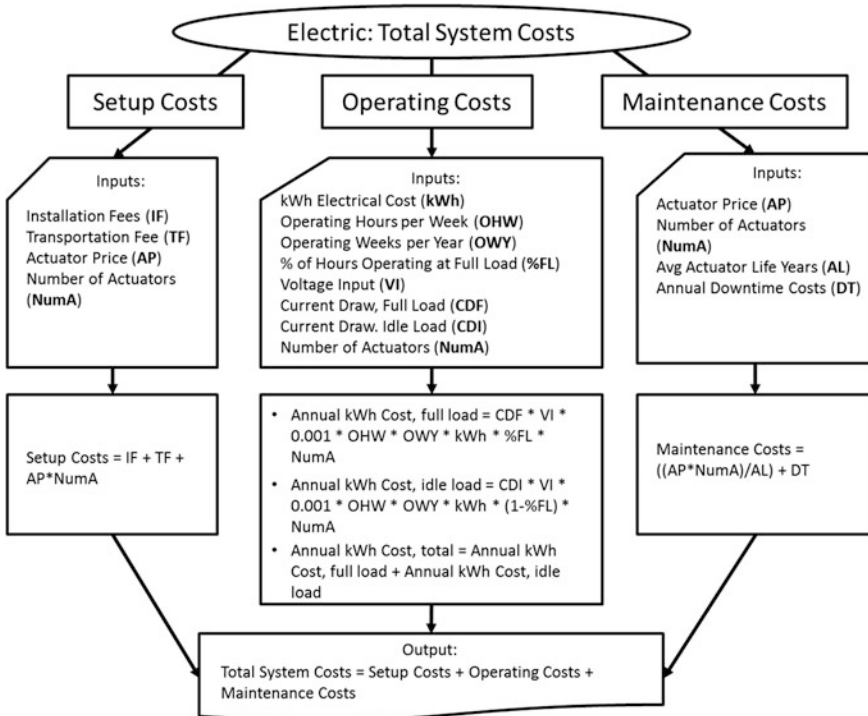 Electric: Total System Costs
Setup Costs
Operating Costs
Maintenance Costs
Inputs:
Installation Fees (IF)
Transportation Fee (TF)
Actuator Price (AP)
Number of Actuators
(NumA)
Inputs:
kWh Electrical Cost (kWh)
Operating Hours per Week (OHW)
Operating Weeks per Year (OWY)
% of Hours Operating at Full Load (%FL)
Voltage Input (VI)
Current Draw, Full Load (CDF)
Current Draw. Idle Load (CDI)
Number of Actuators (NumA)
Inputs:
Actuator Price (AP)
Number of Actuators
(NumA)
Avg Actuator Life Years (AL)
Annual Downtime Costs (DT)
Setup Costs = IF + TF +
AP*NumA
• Annual kWh Cost, full load = CDF * VI *
0.001 * OHW * OWY * kWh * %FL *
NumA
• Annual kWh Cost, idle load = CDI * VI *
0.001 * OHW * OWY * kWh * (1-%FL) *
NumA
• Annual kWh Cost, total = Annual kWh
Cost, full load + Annual kWh Cost, idle
load
Maintenance Costs =
((AP*NumA)/AL) + DT
Output:
Total System Costs = Setup Costs + Operating Costs +
Maintenance Costs